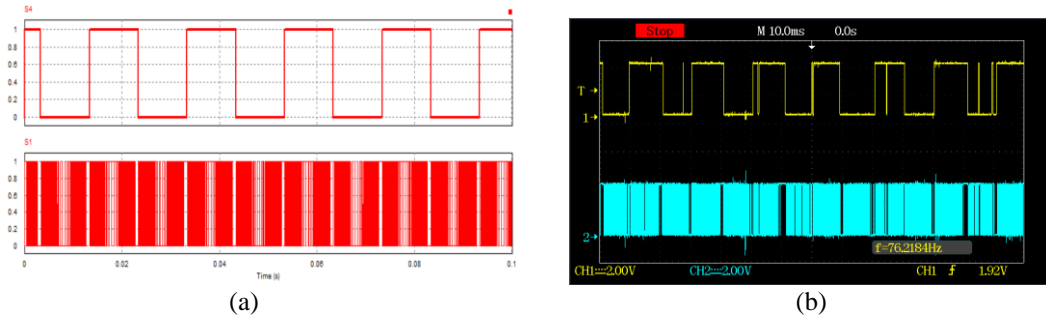 S4
1
0.8
0.6
0.4
0.2
0
S1
1
0.8
0.6
0.4
0.2
0
0 0.02 0.04 0.06 0.08 0.1
Time (s)
(a)
Stop M 10.0ms 0.0s
T
1
2
f=76.2184Hz
CH1 2.00V CH2 2.00V CH1 1.92V
(b)